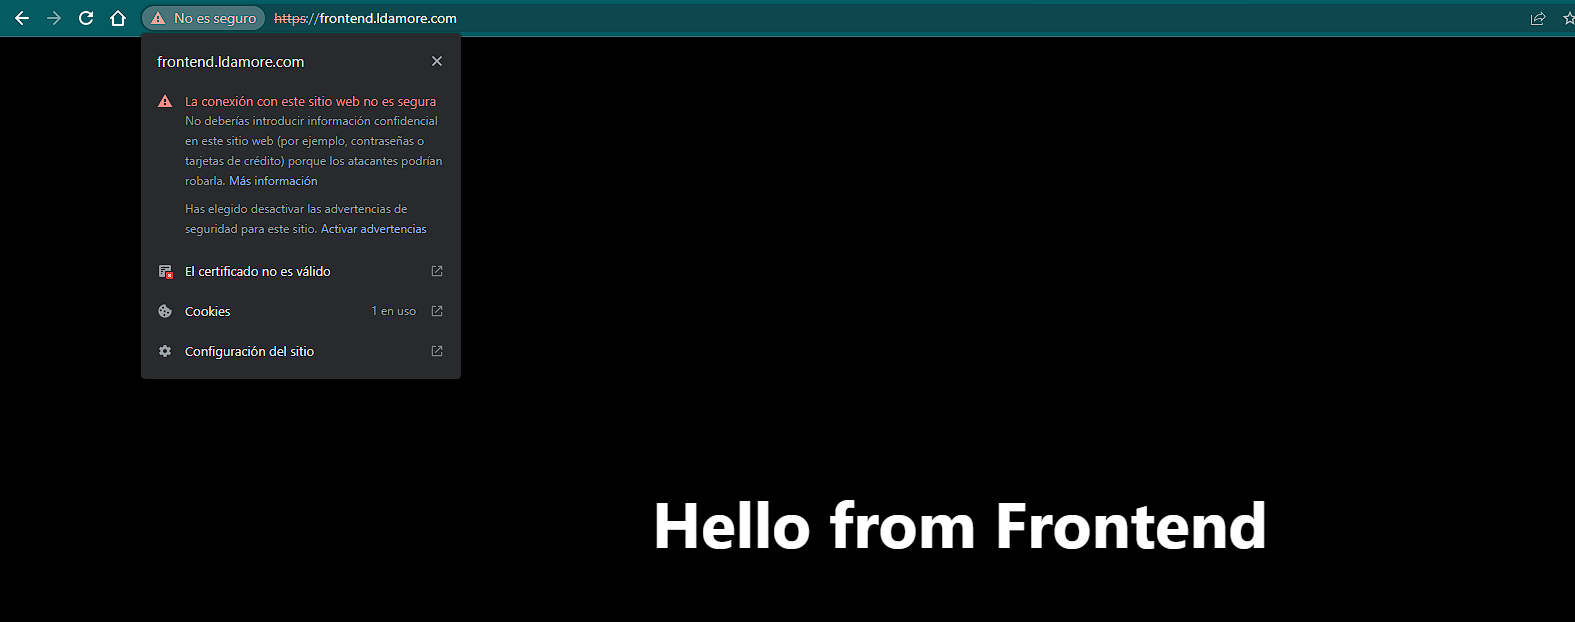 No es seguro https://frontend.ldamore.com
frontend.ldamore.com
La conexión con este sitio web no es segura
No deberías introducir información confidencial
en este sitio web (por ejemplo, contraseñas o
tarjetas de crédito) porque los atacantes podrían
robarla. Más información
Has elegido desactivar las advertencias de
seguridad para este sitio. Activar advertencias
El certificado no es válido
Cookies 1 en uso
Configuración del sitio
Hello from Frontend